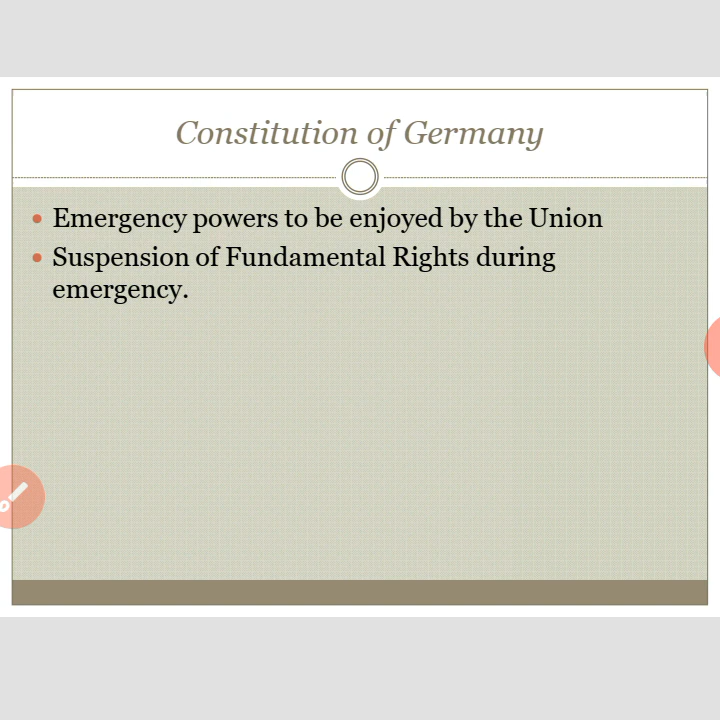 Constitution of Germany
• Emergency powers to be enjoyed by the Union
• Suspension of Fundamental Rights during
emergency.